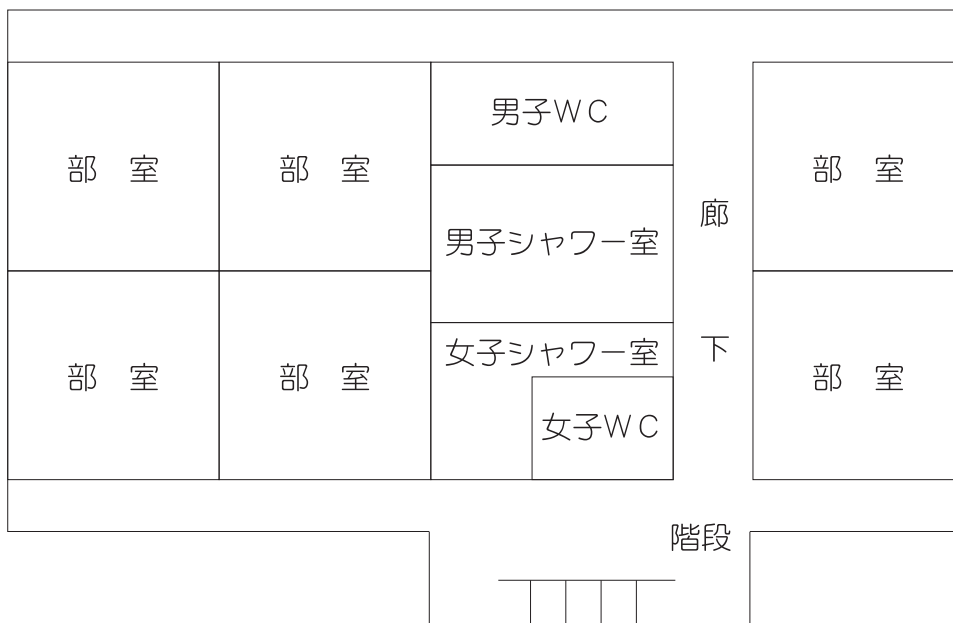 男子ＷＣ
部　室
部　室
部　室
廊
男子シャワー室
下
女子シャワー室
部　室
部　室
部　室
女子ＷＣ
階段